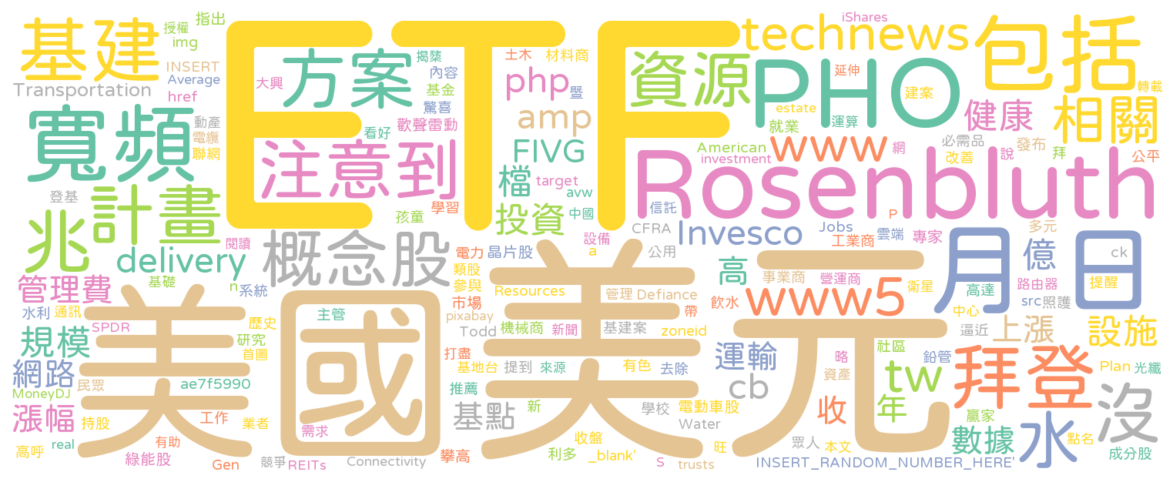 ETF
美國
美元
PHO
Rosenbluth
基建
寬頻
方案
注意到
資源
technews
包括
相關
健康
www
php
amp
FIVG
檔
投資
兆
計畫
delivery
概念股
管理費
規模
網路
漲幅
基點
Invesco
高
www5
運輸
cb
tw
年
收
月
日
億
上漲
設施
拜登
水
數據
沒
授權
指出
img
INSERT
Average
href
Transportation
動產
電纜
聯網
登基
閱讀
大興
揭櫫
內容
基金
驚喜
看好
歡聲雷動
土木
材料商
暨
iShares
延伸
建案
estate
運算
就業
American
investment
網
必需品
改善
說
發布
拜
公平
轉載
target
avw
中國
信託
CFRA
學習
孩童
n
系統
基礎
水利
通訊
SPDR
歷史
研究
首圖
MoneyDJ
民眾
ae7f5990
持股
工作
業者
高呼
real
有助
綠能股
Gen
需求
競爭
REITs
Connectivity
主管
電力
晶片股
類股
參與
Resources
市場
pixabay
Todd
機械商
新聞
打盡
基地台
提到
來源
推薦
新
攀高
收盤
利多
_blank'
S
trusts
設備
a
公用
管理
Defiance
基建案
帶
zoneid
有色
去除
學校
電動車股
Water
旺
Jobs
工業商
雲端
P
專家
飲水
事業商
營運商
衛星
高達
路由器
src
照護
中心
逼近
多元
ck
提醒
略
資產
社區
鉛管
Plan
光纖
贏家
點名
成分股
眾人
本文
INSERT_RANDOM_NUMBER_HERE'